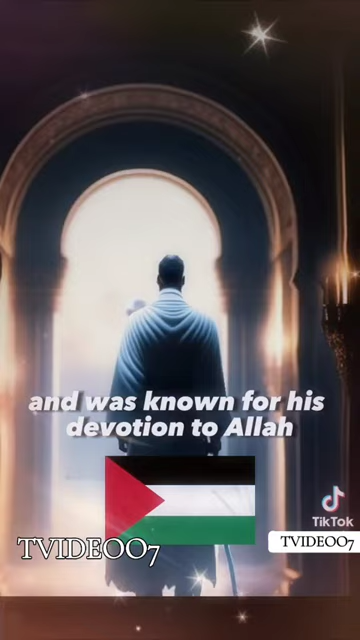 and was known for his
devotion to Allah
TikTok
TVIDEOO7
TVIDEOO7